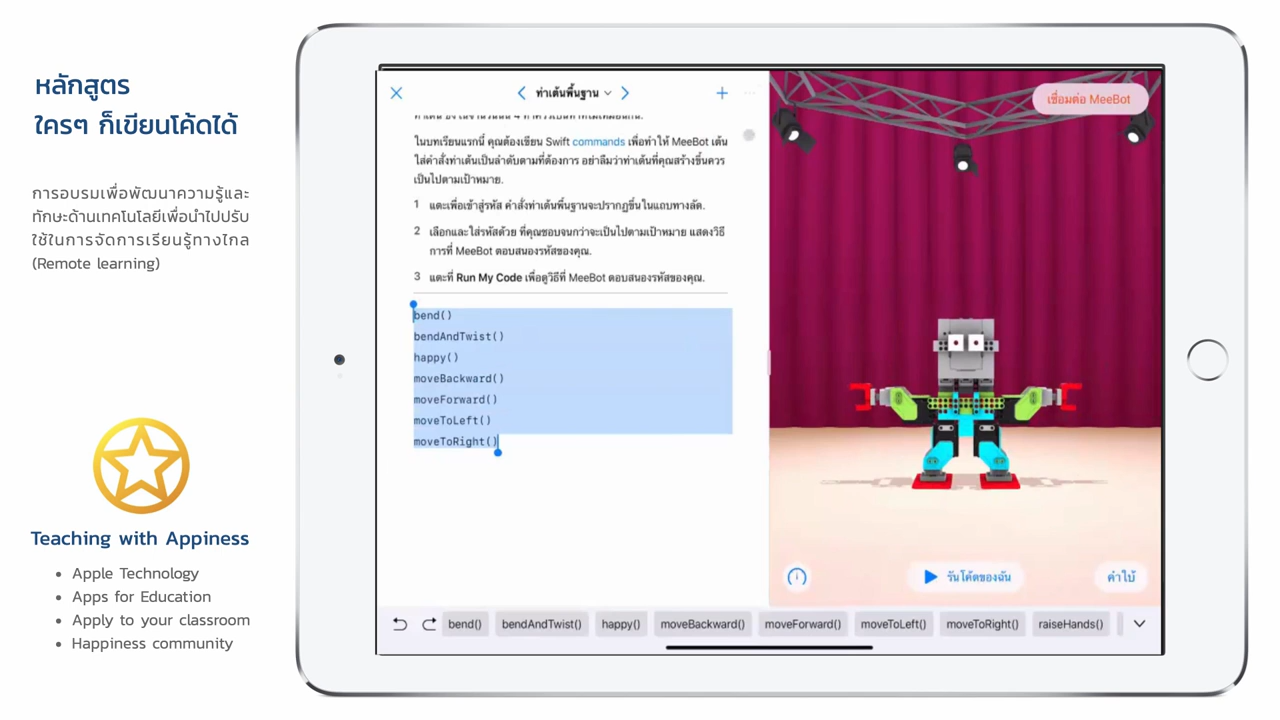 หลักสูตร
ใครๆ ก็เขียนโค้ดได้
การอบรมเพื่อพัฒนาความรู้และ
ทักษะด้านเทคโนโลยีเพื่อนำไปปรับ
ใช้ในการจัดการเรียนรู้ทางไกล
(Remote learning)
Teaching with Appiness
Apple Technology
Apps for Education
Apply to your classroom
Happiness community
ท่าเต้นพื้นฐาน
ในบทเรียนแรกนี้ คุณต้องเขียน Swift commands เพื่อทำให้ MeeBot เต้น
ใส่คำสั่งท่าเต้นเป็นลำดับตามที่ต้องการ อย่าลืมว่าท่าเต้นที่คุณสร้างขึ้นควร
เป็นไปตามเป้าหมาย.
1 แตะเพื่อเข้าสู่รหัส คำสั่งท่าเต้นพื้นฐานจะปรากฏขึ้นในแถบทางลัด.
2 เลือกและใส่รหัสด้วย ที่คุณชอบจนกว่าจะเป็นไปตามเป้าหมาย แสดงวิธี
การที่ MeeBot ตอบสนองรหัสของคุณ.
3 แตะที่ Run My Code เพื่อดูวิธีที่ MeeBot ตอบสนองรหัสของคุณ.
bend()
bendAndTwist()
happy()
moveBackward()
moveForward()
moveToLeft()
moveToRight()
เชื่อมต่อ MeeBot
รันโค้ดของฉัน
คำใบ้
bend() bendAndTwist() happy() moveBackward() moveForward() moveToLeft() moveToRight() raiseHands()